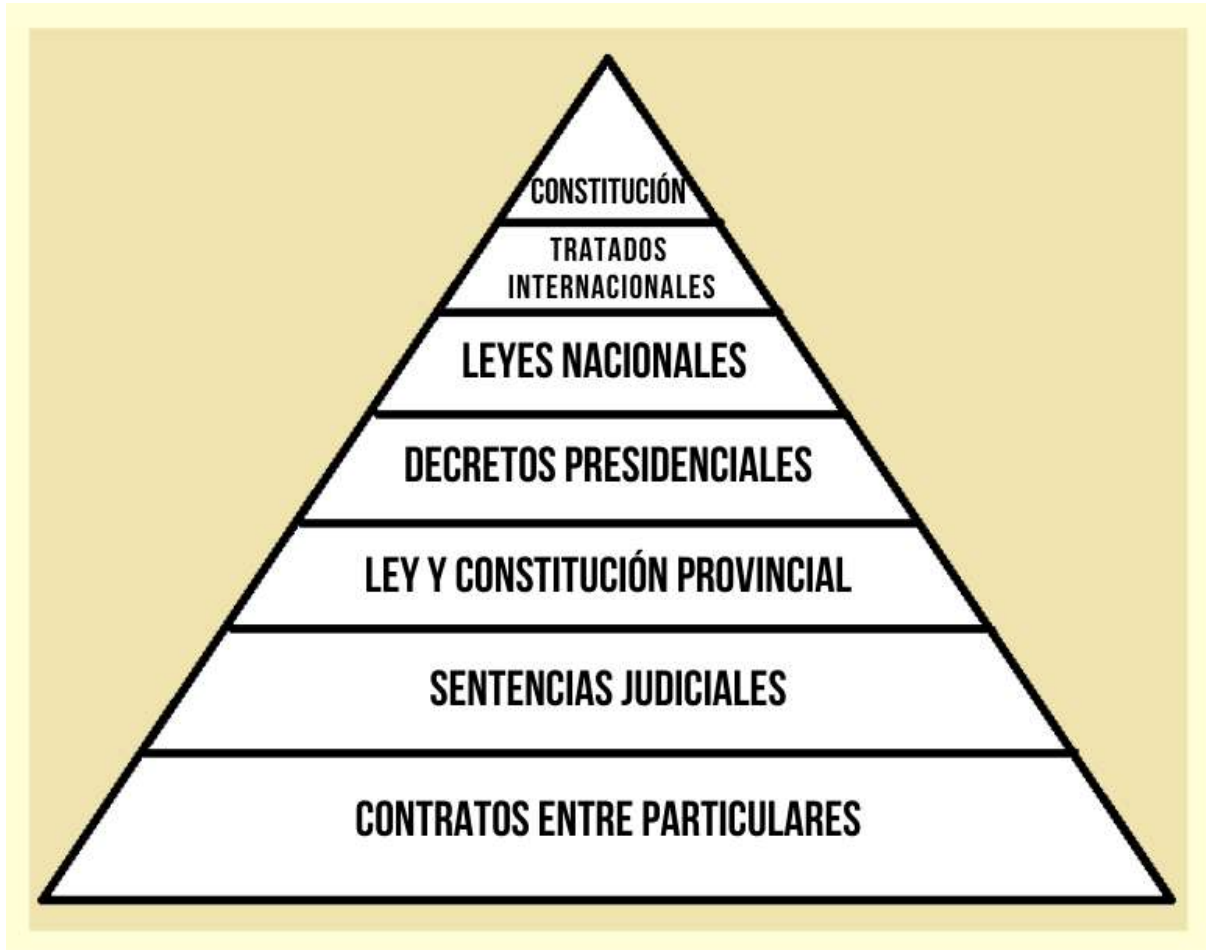 CONSTITUCIÓN
TRATADOS
INTERNACIONALES
LEYES NACIONALES
DECRETOS PRESIDENCIALES
LEY Y CONSTITUCIÓN PROVINCIAL
SENTENCIAS JUDICIALES
CONTRATOS ENTRE PARTICULARES